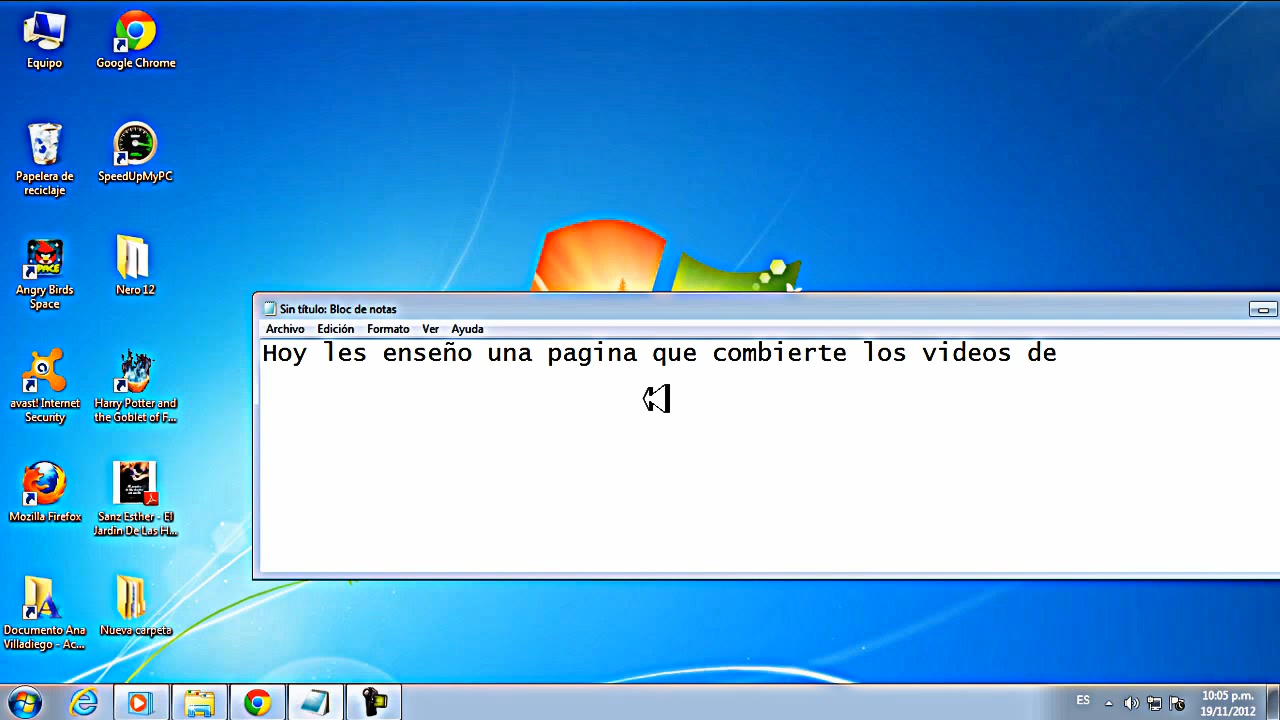 Equipo
Google Chrome
Papelera de
reciclaje
SpeedUpMyPC
SPACE
Angry Birds
Space
Nero 12
avast! Internet
Security
Harry Potter and
the Goblet of F...
Mozilla Firefox
Sanz Esther - El
Jardin De Las H...
Documento Ana
Villadiego - Ac...
Nueva carpeta
Sin título: Bloc de notas
Archivo Edición Formato Ver Ayuda
Hoy les enseño una pagina que combierte los videos de
ES
10:05 p.m.
19/11/2012